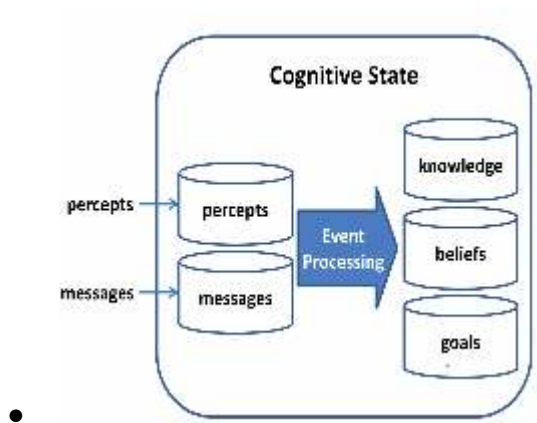 Cognitive State
knowledge
percepts
percepts
Event
Processing
beliefs
messages
messages
goals